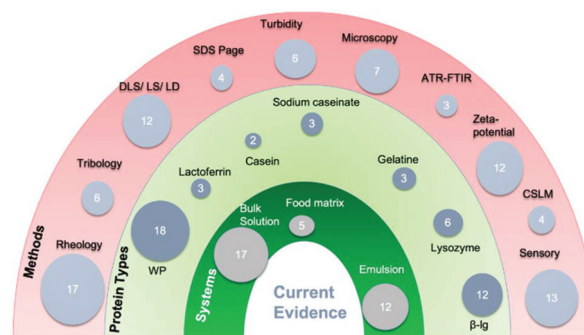 Turbidity
6
Microscopy
7
SDS Page
4
ATR-FTIR
3
DLS/ LS/ LD
12
Zeta-
potential
12
Tribology
6
CSLM
4
Rheology
17
Sensory
13
Methods
Sodium caseinate
3
2
Casein
Gelatine
3
Lactoferrin
3
6
Lysozyme
18
WP
12
β-Ig
Protein Types
Food matrix
5
Bulk
Solution
17
Emulsion
12
Systems
Current
Evidence